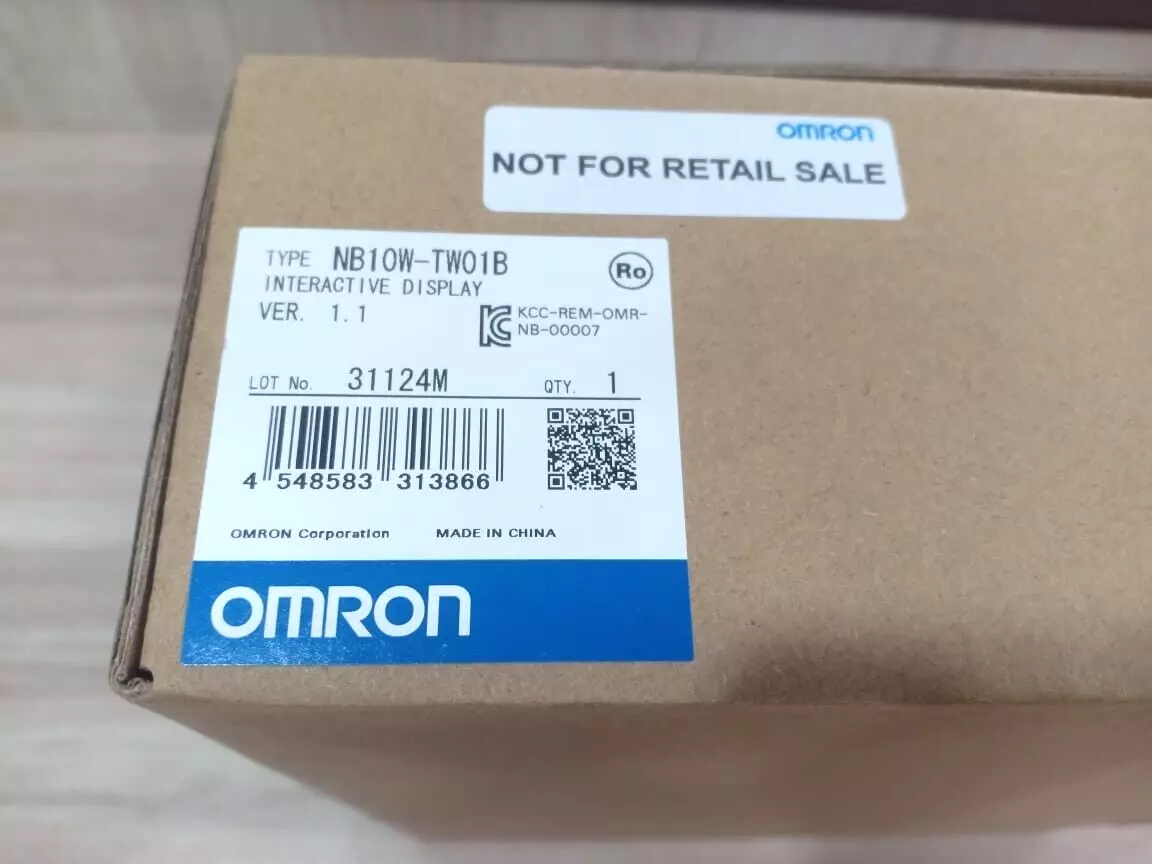 OMRON
NOT FOR RETAIL SALE
TYPE NB10W-TW01B
Ro
INTERACTIVE DISPLAY
VER. 1.1
KCC-REM-OMR-
NB-00007
LOT No. 31124M QTY. 1
4 548583 313866
OMRON Corporation MADE IN CHINA
OMRON